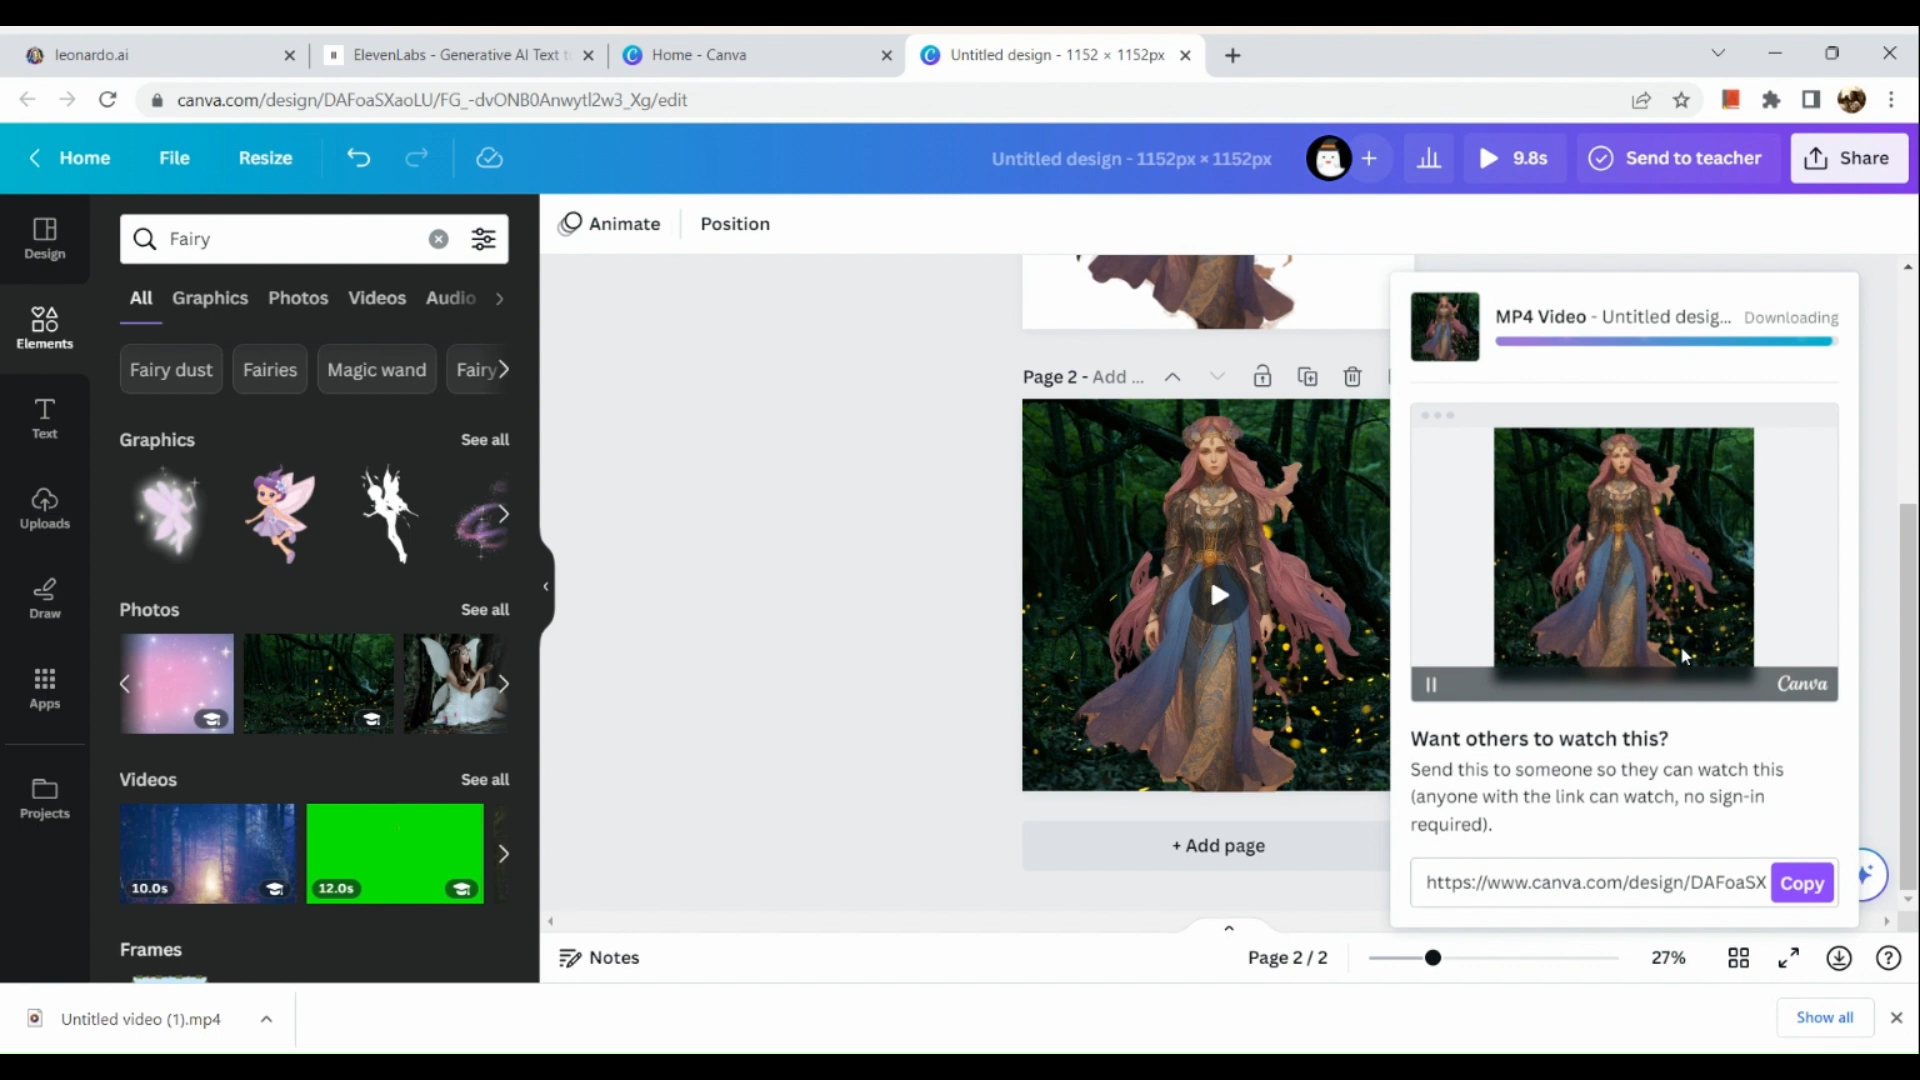 leonardo.ai
ElevenLabs - Generative AI Text t
Home - Canva
Untitled design - 1152 × 1152px
canva.com/design/DAFoaSXaoLU/FG_-dvONB0Anwytl2w3_Xg/edit
Home
File
Resize
Untitled design - 1152px × 1152px
9.8s
Send to teacher
Share
Design
Elements
Text
Uploads
Draw
Apps
Projects
Fairy
All
Graphics
Photos
Videos
Audio
Fairy dust
Fairies
Magic wand
Fairy
Graphics
See all
Photos
See all
Videos
See all
10.0s
12.0s
Frames
Animate
Position
Page 2 - Add ...
+ Add page
MP4 Video - Untitled desig...
Downloading
Canva
Want others to watch this?
Send this to someone so they can watch this
(anyone with the link can watch, no sign-in
required).
https://www.canva.com/design/DAFoaSX
Copy
Notes
Page 2 / 2
27%
Untitled video (1).mp4
Show all